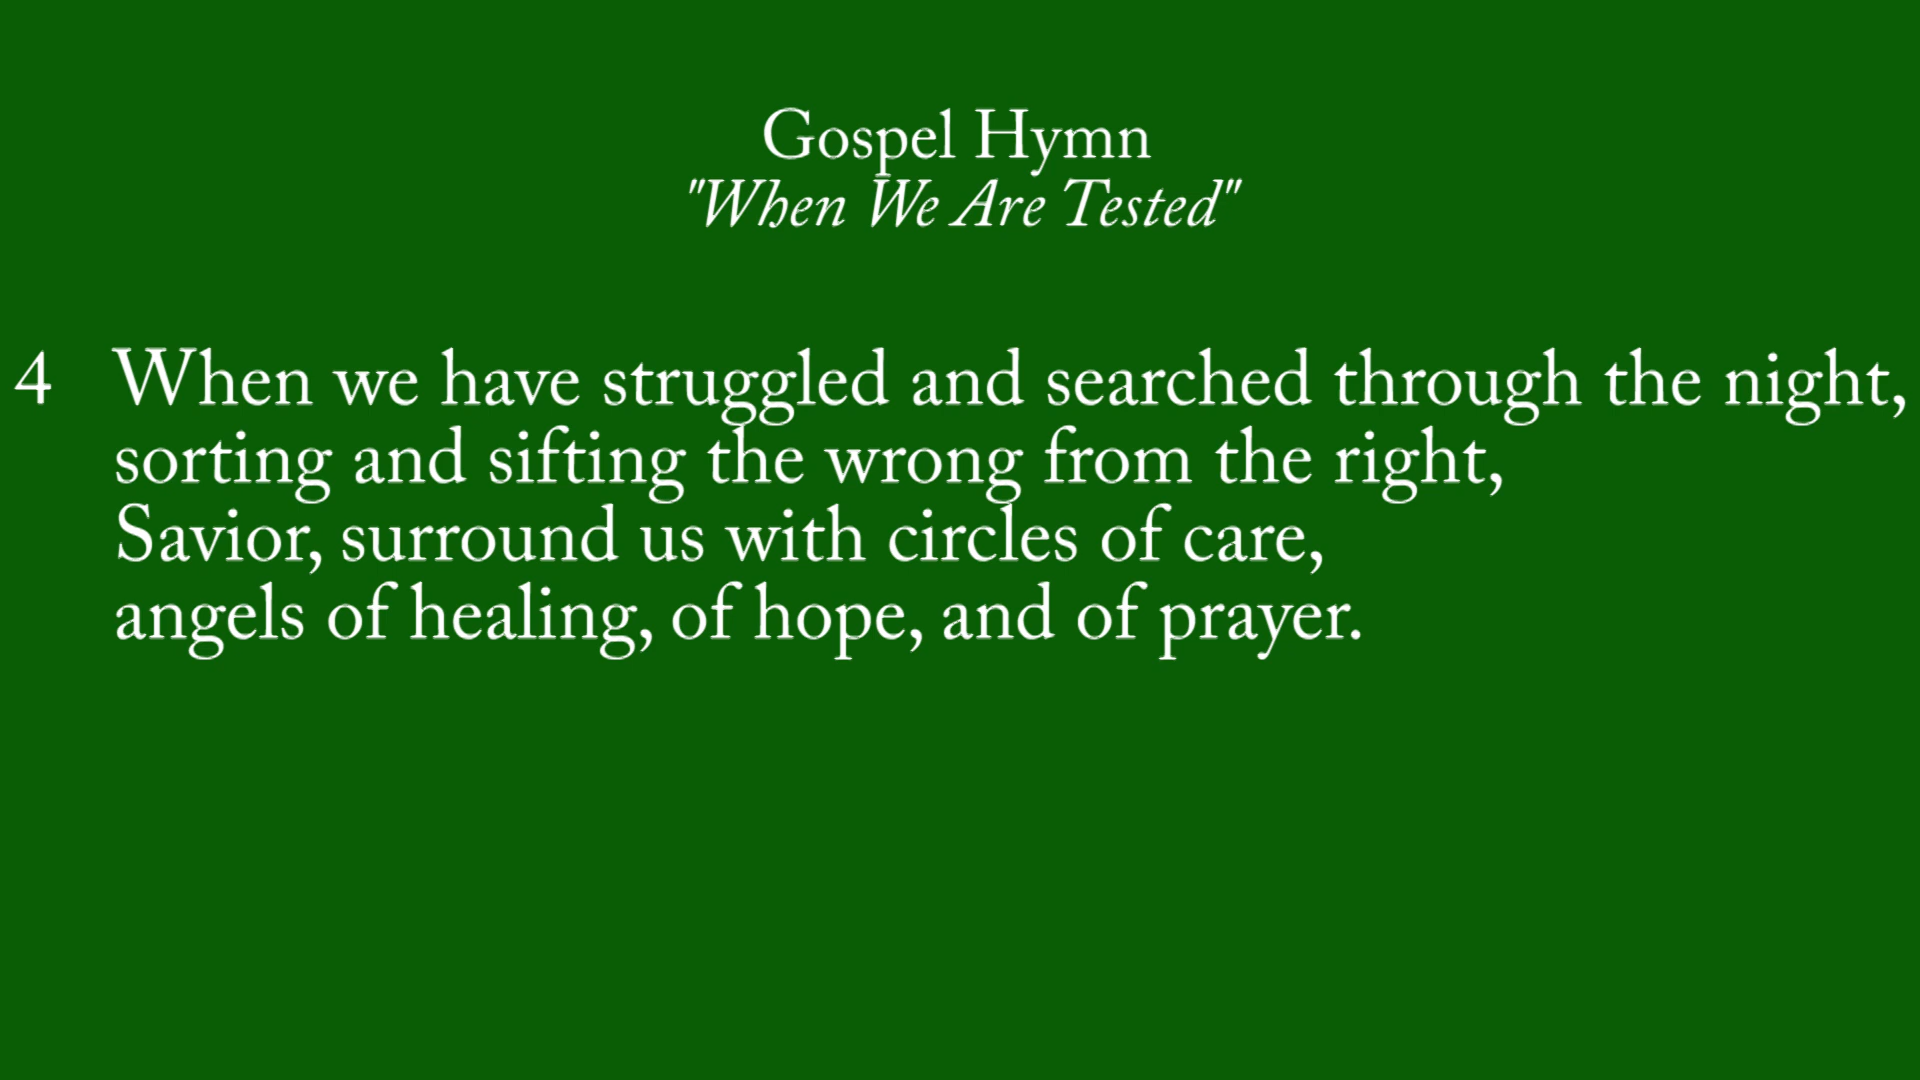 Gospel Hymn
"When We Are Tested"
4 When we have struggled and searched through the night,
sorting and sifting the wrong from the right,
Savior, surround us with circles of care,
angels of healing, of hope, and of prayer.